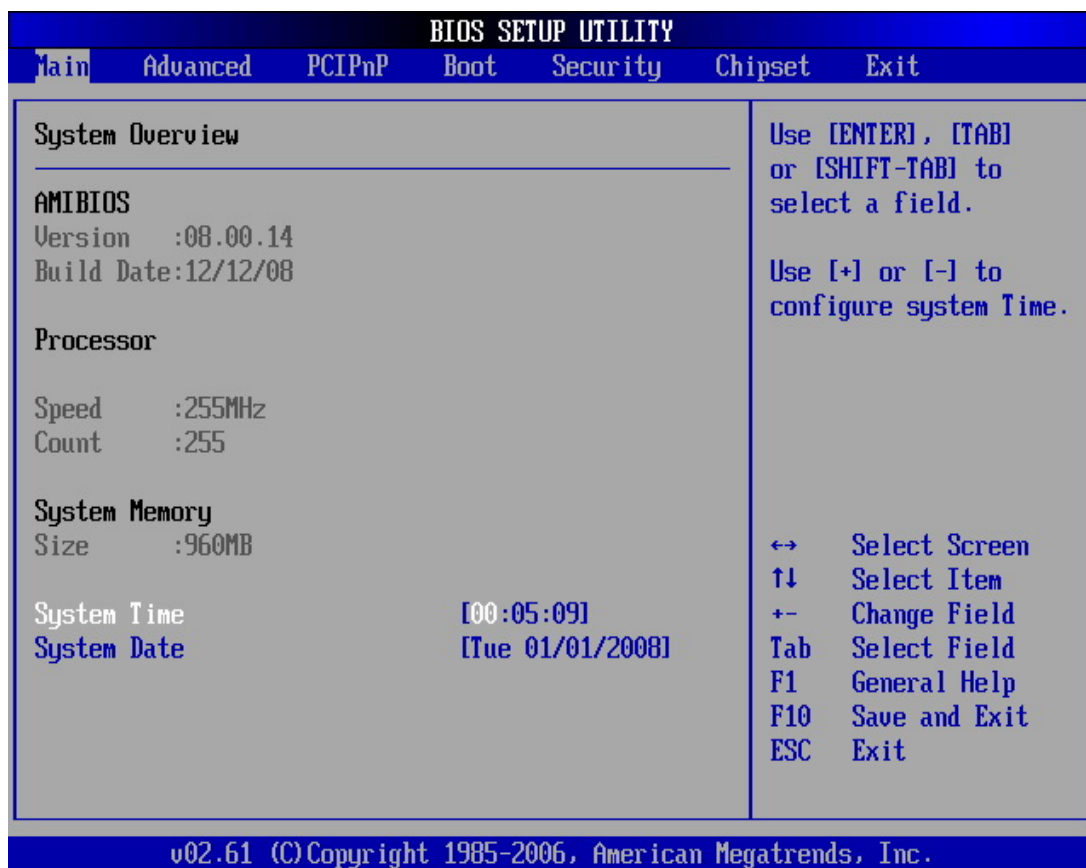 BIOS SETUP UTILITY
Main Advanced PCIPnP Boot Security Chipset Exit
System Overview
AMIBIOS
Version :08.00.14
Build Date:12/12/08
Processor
Speed :255MHz
Count :255
System Memory
Size :960MB
System Time [00:05:09]
System Date [Tue 01/01/2008]
Use [ENTER], [TAB]
or [SHIFT-TAB] to
select a field.
Use [+] or [-] to
configure system Time.
↔ Select Screen
↑↓ Select Item
+- Change Field
Tab Select Field
F1 General Help
F10 Save and Exit
ESC Exit
v02.61 (C)Copyright 1985-2006, American Megatrends, Inc.